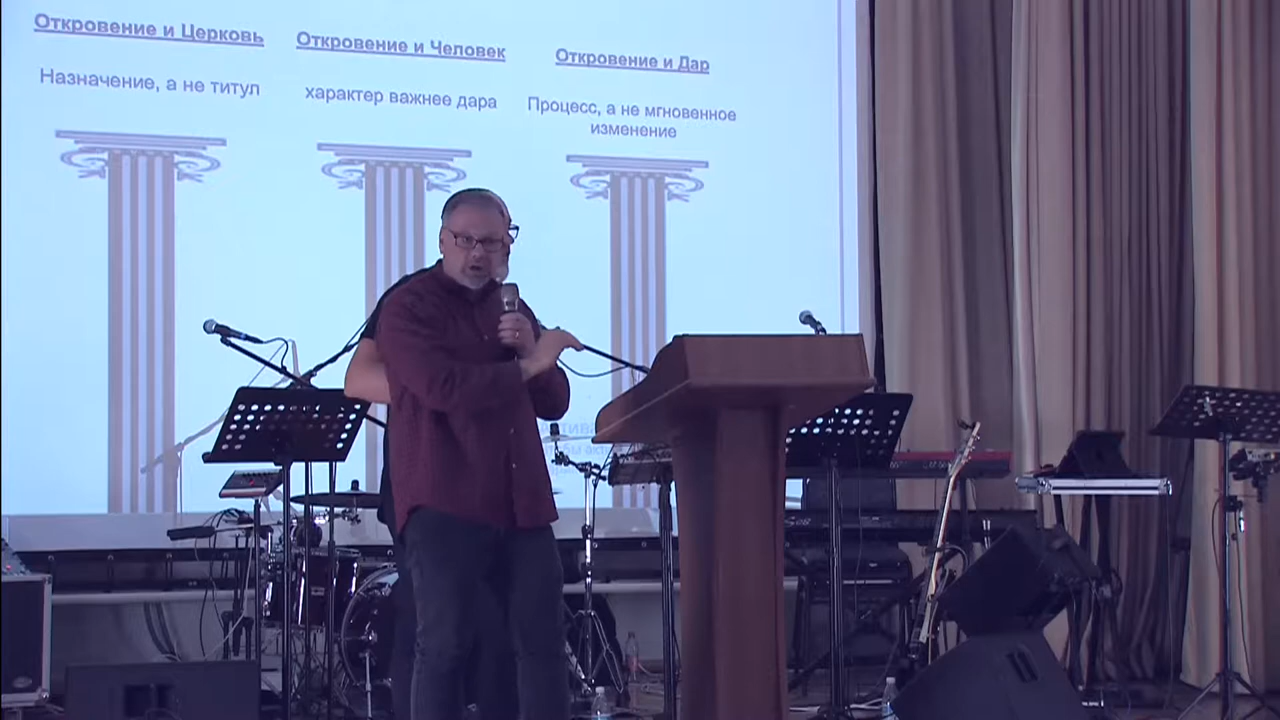 Откровение и Церковь
Назначение, а не титул
Откровение и Человек
характер важнее дара
Откровение и Дар
Процесс, а не мгновенное
изменение